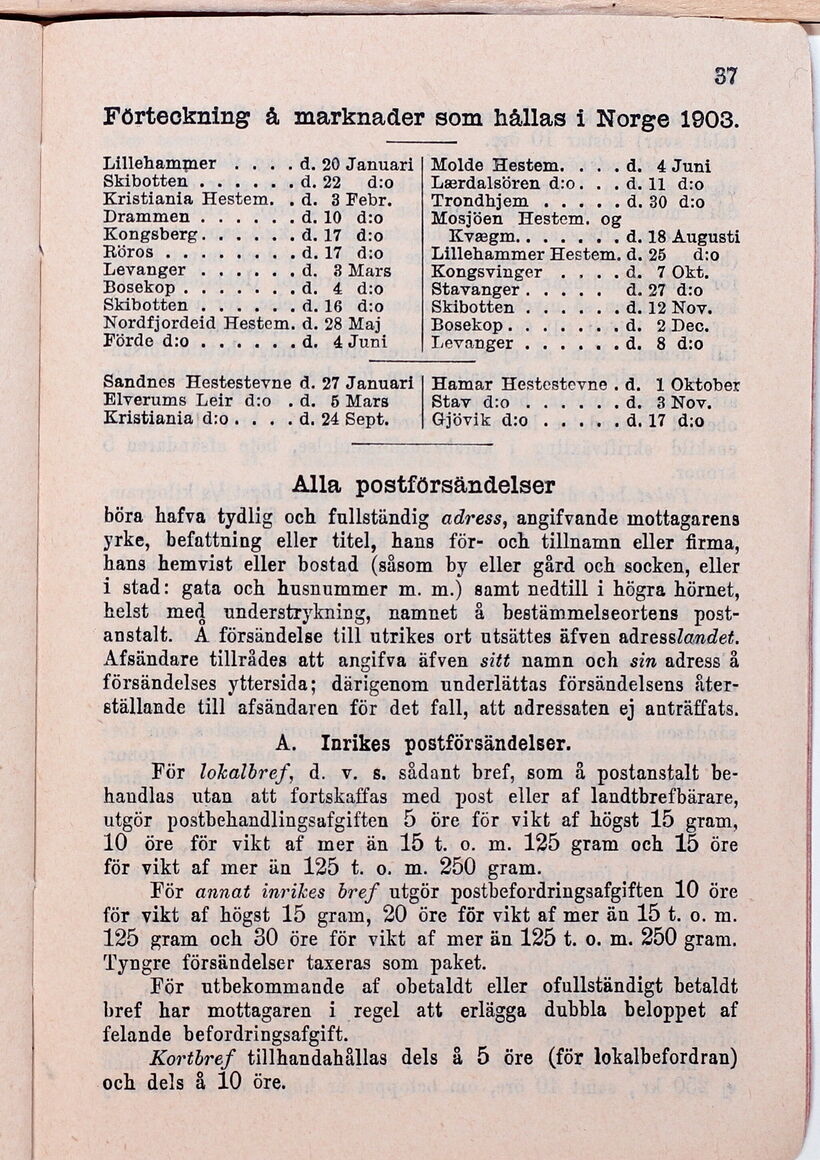 37
Förteckning å marknader som hållas i Norge 1903.
Lillehammer . . . . d. 20 Januari
Skibotten . . . . . . d. 22 d:o
Kristiania Hestem. . d. 3 Febr.
Drammen . . . . . . d. 10 d:o
Kongsberg. . . . . . d. 17 d:o
Röros . . . . . . . . d. 17 d:o
Levanger . . . . . . d. 3 Mars
Bosekop . . . . . . . d. 4 d:o
Skibotten . . . . . . d. 16 d:o
Nordfjordeid Hestem. d. 28 Maj
Förde d:o . . . . . . d. 4 Juni
Molde Hestem. . . . d. 4 Juni
Lærdalsören d:o. . . d. 11 d:o
Trondhjem . . . . . d. 30 d:o
Mosjöen Hestem. og
Kvægm. . . . . . . d. 18 Augusti
Lillehammer Hestem. d. 25 d:o
Kongsvinger . . . . d. 7 Okt.
Stavanger . . . . . d. 27 d:o
Skibotten . . . . . . d. 12 Nov.
Bosekop . . . . . . . d. 2 Dec.
Levanger . . . . . . d. 8 d:o
Sandnes Hestestevne d. 27 Januari
Elverums Leir d:o . d. 5 Mars
Kristiania d:o . . . . d. 24 Sept.
Hamar Hestestevne . d. 1 Oktober
Stav d:o . . . . . . d. 3 Nov.
Gjövik d:o . . . . . d. 17 d:o
Alla postförsändelser
böra hafva tydlig och fullständig adress, angifvande mottagarens
yrke, befattning eller titel, hans för- och tillnamn eller firma,
hans hemvist eller bostad (såsom by eller gård och socken, eller
i stad: gata och husnummer m. m.) samt nedtill i högra hörnet,
helst med understrykning, namnet å bestämmelseortens post-
anstalt. Å försändelse till utrikes ort utsättes äfven adresslandet.
Afsändare tillrådes att angifva äfven sitt namn och sin adress å
försändelses yttersida; därigenom underlättas försändelsens åter-
ställande till afsändaren för det fall, att adressaten ej anträffats.
A. Inrikes postförsändelser.
För lokalbref, d. v. s. sådant bref, som å postanstalt be-
handlas utan att fortskaffas med post eller af landtbrefbärare,
utgör postbehandlingsafgiften 5 öre för vikt af högst 15 gram,
10 öre för vikt af mer än 15 t. o. m. 125 gram och 15 öre
för vikt af mer än 125 t. o. m. 250 gram.
För annat inrikes bref utgör postbefordringsafgiften 10 öre
för vikt af högst 15 gram, 20 öre för vikt af mer än 15 t. o. m.
125 gram och 30 öre för vikt af mer än 125 t. o. m. 250 gram.
Tyngre försändelser taxeras som paket.
För utbekommande af obetaldt eller ofullständigt betaldt
bref har mottagaren i regel att erlägga dubbla beloppet af
felande befordringsafgift.
Kortbref tillhandahållas dels å 5 öre (för lokalbefordran)
och dels å 10 öre.